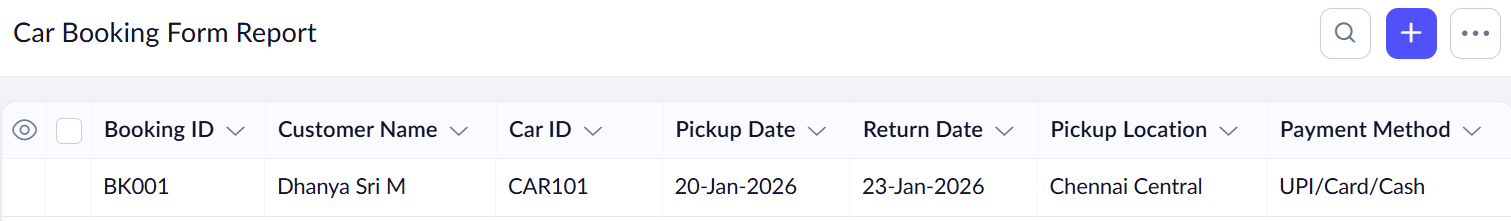 Car Booking Form Report
Booking ID Customer Name Car ID Pickup Date Return Date Pickup Location Payment Method
BK001 Dhanya Sri M CAR101 20-Jan-2026 23-Jan-2026 Chennai Central UPI/Card/Cash